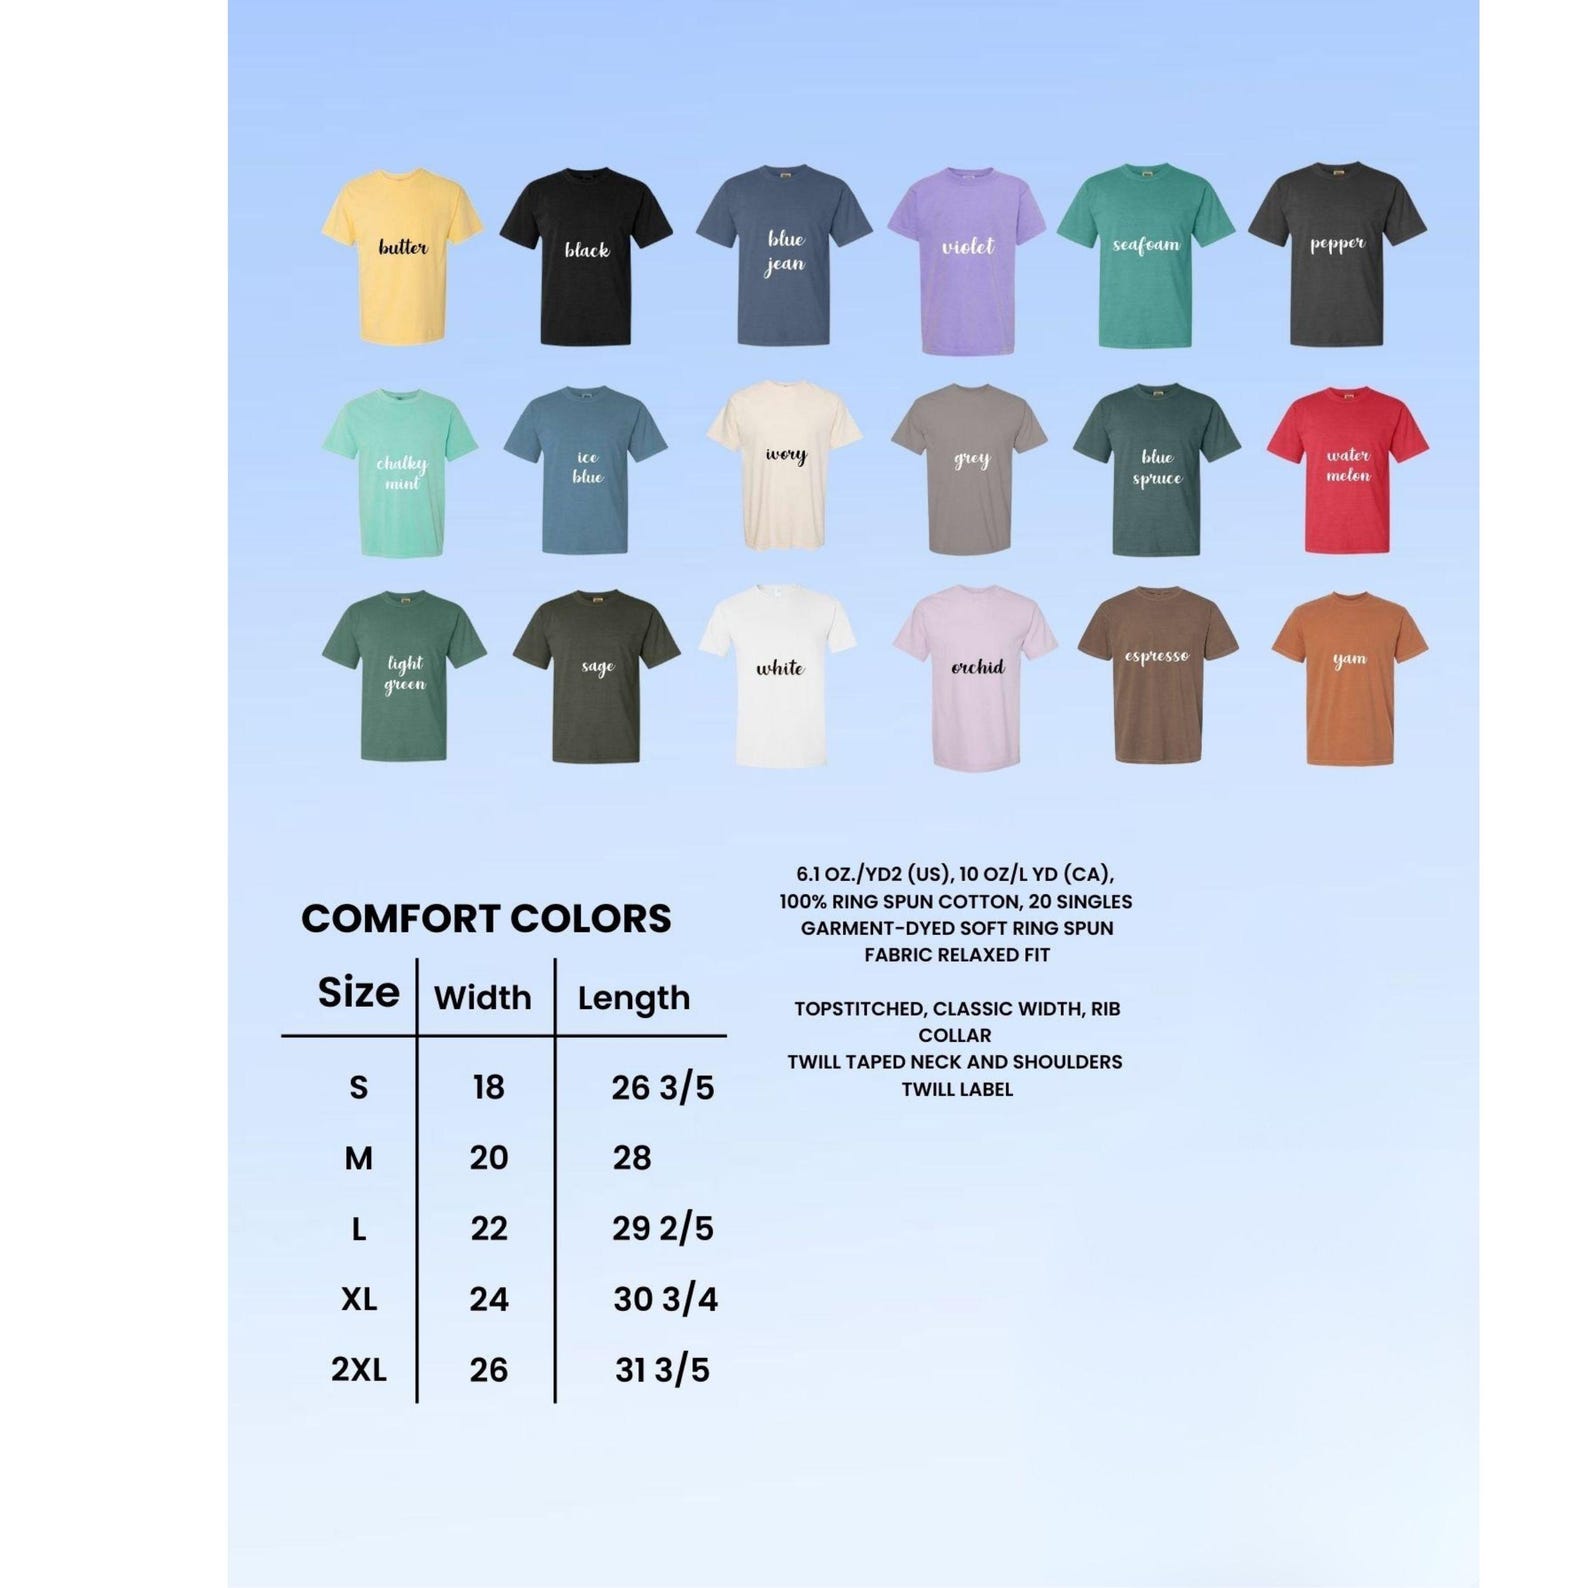 butter
black
blue
jean
violet
seafoam
pepper
chalky
mint
ice
blue
ivory
grey
blue
spruce
water
melon
light
green
sage
white
orchid
espresso
yam
COMFORT COLORS
Size Width Length
S 18 26 3/5
M 20 28
L 22 29 2/5
XL 24 30 3/4
2XL 26 31 3/5
6.1 OZ./YD2 (US), 10 OZ/L YD (CA),
100% RING SPUN COTTON, 20 SINGLES
GARMENT-DYED SOFT RING SPUN
FABRIC RELAXED FIT
TOPSTITCHED, CLASSIC WIDTH, RIB
COLLAR
TWILL TAPED NECK AND SHOULDERS
TWILL LABEL